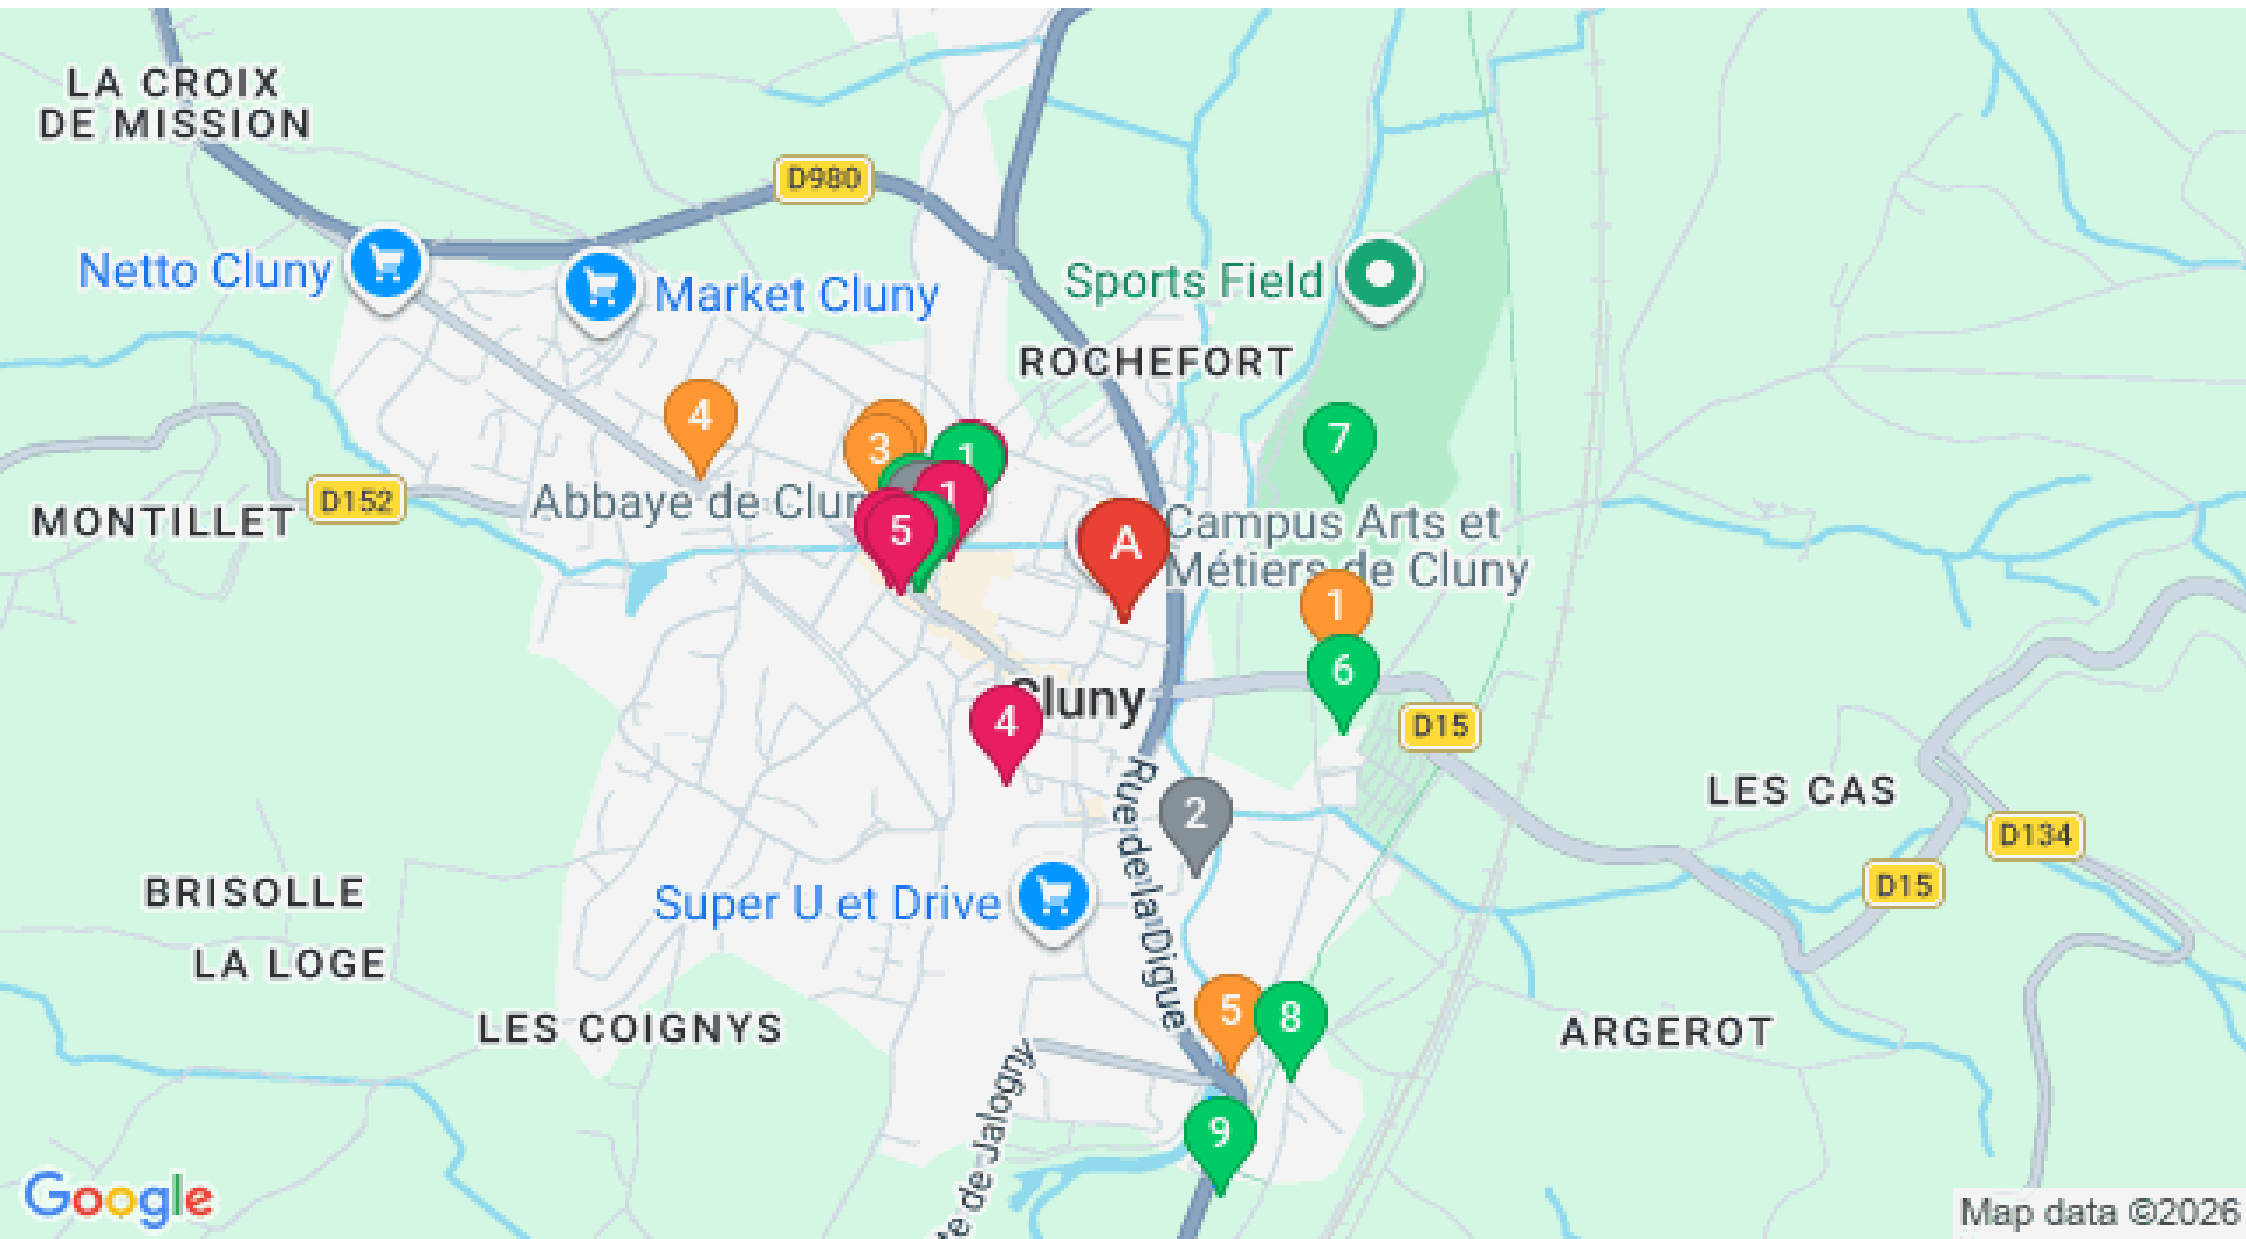 LA CROIX
DE MISSION
D980
Netto Cluny
Market Cluny
Sports Field
ROCHEFORT
4
3
1
7
Abbaye de Clun
D152
MONTILLET
1
5
A
Campus Arts et
Métiers de Cluny
1
6
Cluny
4
D15
Rue de la Digue
2
LES CAS
D134
D15
BRISOLLE
Super U et Drive
LA LOGE
LES COIGNYS
5
8
ARGEROT
de Jalogny
9
Google
Map data ©2026